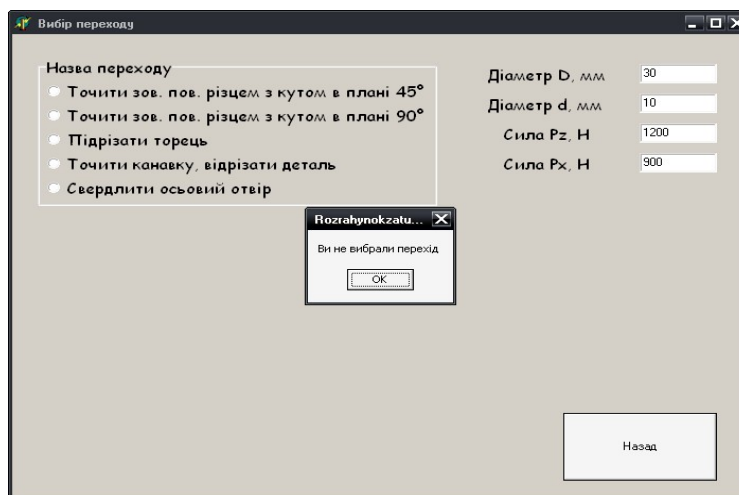 Вибір переходу
Назва переходу
Точити зов. пов. різцем з кутом в плані 45°
Точити зов. пов. різцем з кутом в плані 90°
Підрізати торець
Точити канавку, відрізати деталь
Свердлити осьовий отвір
Діаметр D, мм 30
Діаметр d, мм 10
Сила Pz, Н 1200
Сила Px, Н 900
Rozrahynokzatu...
Ви не вибрали перехід
OK
Назад